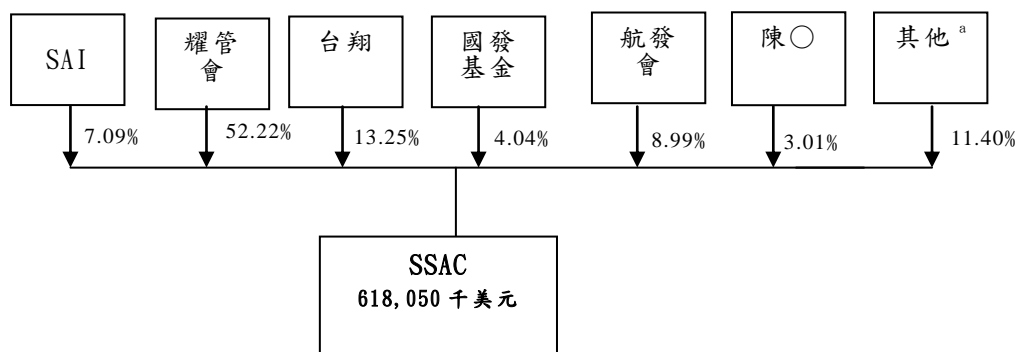 SAI
耀管
會
台翔
國發
基金
航發
會
陳○
其他 a
7.09%
52.22%
13.25%
4.04%
8.99%
3.01%
11.40%
SSAC
618,050 千美元